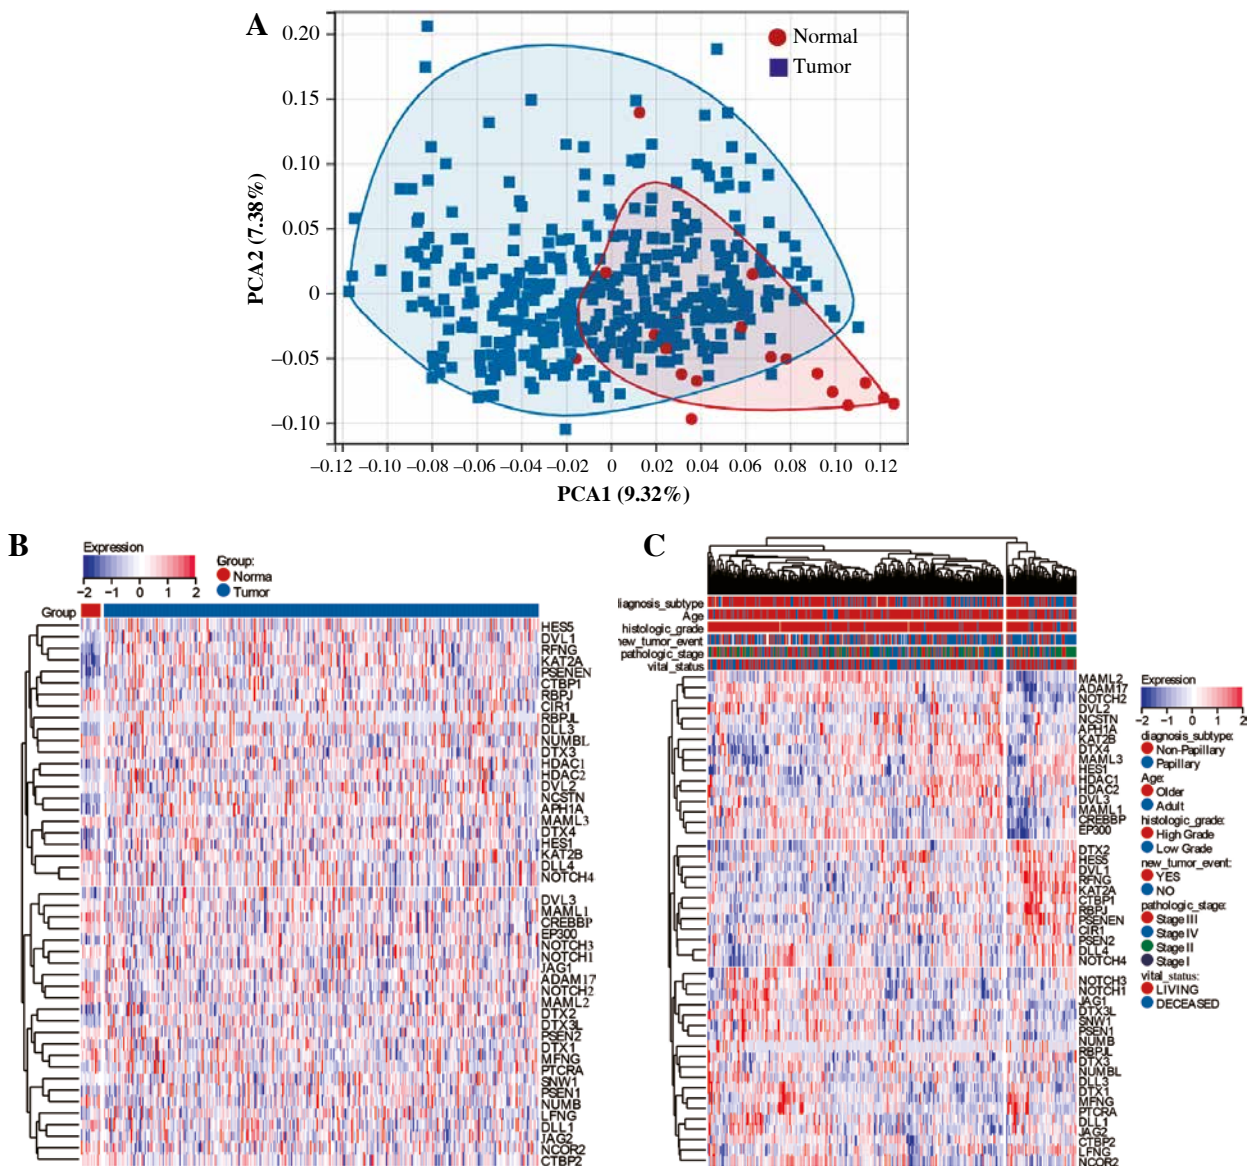 A
Normal
Tumor
0.20
0.15
0.10
0.05
0
−0.05
−0.10
PCA2 (7.38%)
−0.12 −0.10 −0.08 −0.06 −0.04 −0.02 0 0.02 0.04 0.06 0.08 0.10 0.12
PCA1 (9.32%)
B
Expression
−2 −1 0 1 2
Group:
Norma
Tumor
Group
HES5
DVL1
RFNG
KAT2A
PSENEN
CTBP1
RBPJ
CIR1
RBPJL
DLL3
NUMBL
DTX3
HDAC1
HDAC2
DVL2
NCSTN
APH1A
MAML3
DTX4
HES1
KAT2B
DLL4
NOTCH4
DVL3
MAML1
CREBBP
EP300
NOTCH3
NOTCH1
JAG1
ADAM17
NOTCH2
MAML2
DTX2
DTX3L
PSEN2
DTX1
MFNG
PTCRA
SNW1
PSEN1
NUMB
LFNG
DLL1
JAG2
NCOR2
CTBP2
C
diagnosis_subtype
Age
histologic_grade
new_tumor_event
pathologic_stage
vital_status
MAML2
ADAM17
NOTCH2
DVL2
NCSTN
APH1A
KAT2B
DTX4
MAML3
HES1
HDAC1
HDAC2
DVL3
MAML1
CREBBP
EP300
DTX2
HES5
DVL1
RFNG
KAT2A
CTBP1
RBPJ
PSENEN
CIR1
PSEN2
DLL4
NOTCH4
NOTCH3
NOTCH1
JAG1
DTX3L
SNW1
PSEN1
NUMB
RBPJL
DTX3
NUMBL
DLL3
DTX1
MFNG
PTCRA
DLL1
JAG2
CTBP2
LFNG
NCOR2
Expression
−2 −1 0 1 2
diagnosis_subtype:
Non-Papillary
Papillary
Age:
Older
Adult
histologic_grade:
High Grade
Low Grade
new_tumor_event:
YES
NO
pathologic_stage:
Stage III
Stage IV
Stage II
Stage I
vital_status:
LIVING
DECEASED